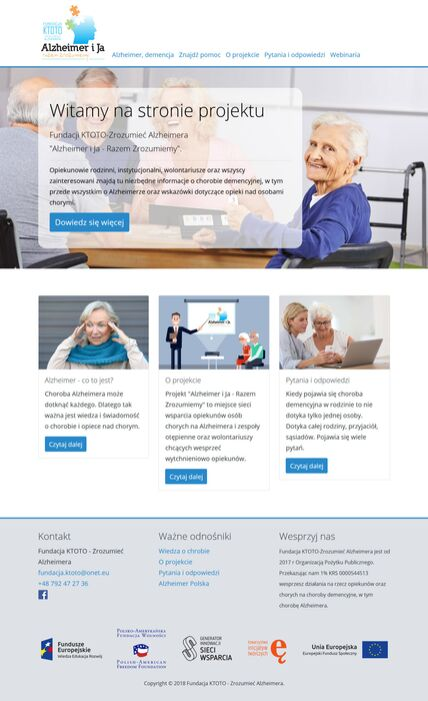 FUNDACJA
KTOTO
Alzheimer i Ja
Alzheimer, demencja Znajdź pomoc O projekcie Pytania i odpowiedzi Webinaria
Witamy na stronie projektu
Fundacji KTOTO-Zrozumieć Alzheimera
"Alzheimer i Ja - Razem Zrozumiemy".
Opiekunowie rodzinni, instytucjonalni, wolontariusze oraz wszyscy
zainteresowani znajdą tu niezbędne informacje o chorobie demencyjnej, w tym
przede wszystkim o Alzheimerze oraz wskazówki dotyczące opieki nad osobami
chorymi.
Dowiedz się więcej
Alzheimer i Ja
Alzheimer - co to jest?
Choroba Alzheimera może
dotknąć każdego. Dlatego tak
ważna jest wiedza i świadomość
o chorobie i opiece nad chorym.
Czytaj dalej
O projekcie
Projekt "Alzheimer i Ja - Razem
Zrozumiemy" to miejsce sieci
wsparcia opiekunów osób
chorych na Alzheimera i zespoły
otępienne oraz wolontariuszy
chcących wesprzeć
wytchnieniowo opiekunów.
Czytaj dalej
Pytania i odpowiedzi
Kiedy pojawia się choroba
demencyjna w rodzinie to nie
dotyka tylko jednej osoby.
Dotyka całej rodziny, przyjaciół,
sąsiadów. Pojawia się wiele
pytań.
Czytaj dalej
Kontakt
Fundacja KTOTO - Zrozumieć
Alzheimera
fundacja.ktoto@onet.eu
+48 792 47 27 36
Ważne odnośniki
Wiedza o chorobie
O projekcie
Pytania i odpowiedzi
Alzheimer Polska
Wesprzyj nas
Fundacja KTOTO-Zrozumieć Alzheimera jest od
2017 r Organizacją Pożytku Publicznego.
Przekazując nam 1% KRS 0000544513
wesprzesz działania na rzecz opiekunów oraz
chorych na choroby demencyjne, w tym
chorobę Alzheimera.
Fundusze
Europejskie
Wiedza Edukacja Rozwój
POLSKO-AMERYKAŃSKA
FUNDACJA WOLNOŚCI
POLISH-AMERICAN
FREEDOM FOUNDATION
GENERATOR
INNOWACJI
SIECI
WSPARCIA
towarzystwo
inicjatyw
twórczych
ę
Unia Europejska
Europejski Fundusz Społeczny
Copyright © 2018 Fundacja KTOTO - Zrozumieć Alzheimera.